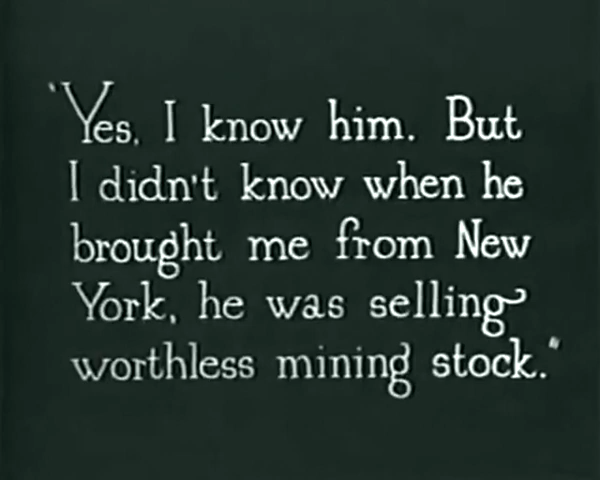 "Yes, I know him. But
I didn't know when he
brought me from New
York, he was selling
worthless mining stock."